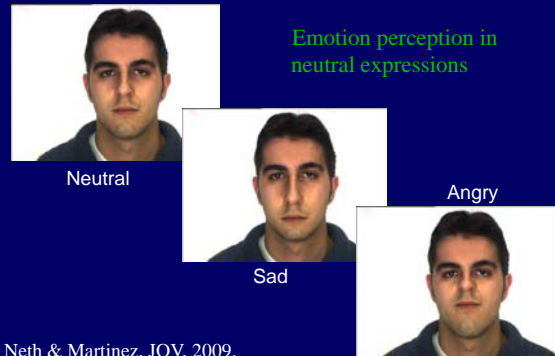 Emotion perception in
neutral expressions
Neutral
Angry
Sad
Neth & Martinez, JOV, 2009.